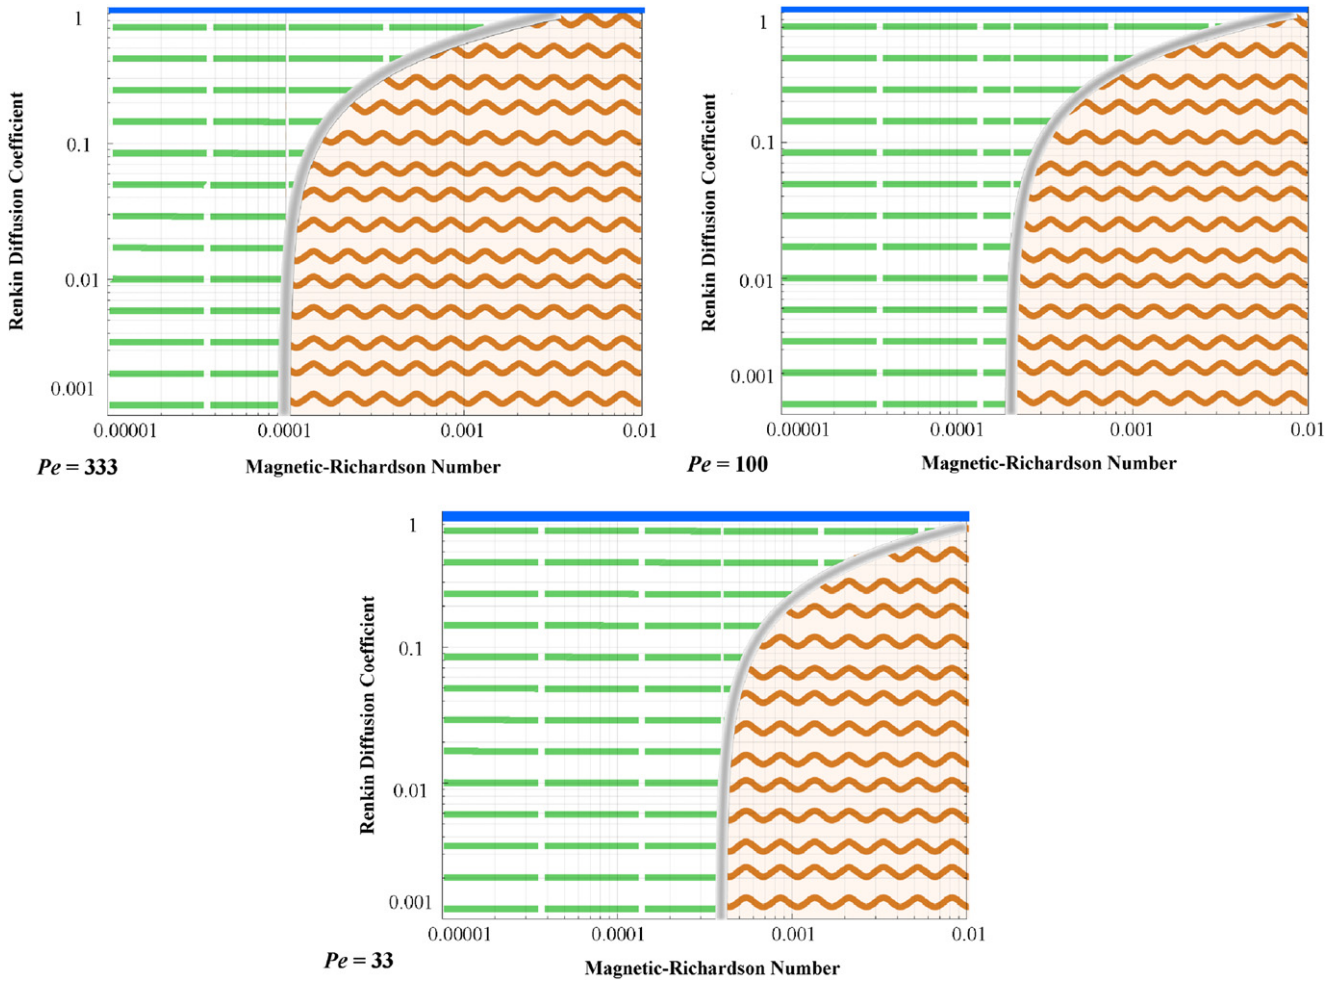 1
0.1
0.01
0.001
Renkin Diffusion Coefficient
0.00001 0.0001 0.001 0.01
Pe = 333 Magnetic-Richardson Number
1
0.1
0.01
0.001
Renkin Diffusion Coefficient
0.00001 0.0001 0.001 0.01
Pe = 100 Magnetic-Richardson Number
1
0.1
0.01
0.001
Renkin Diffusion Coefficient
0.00001 0.0001 0.001 0.01
Pe = 33 Magnetic-Richardson Number